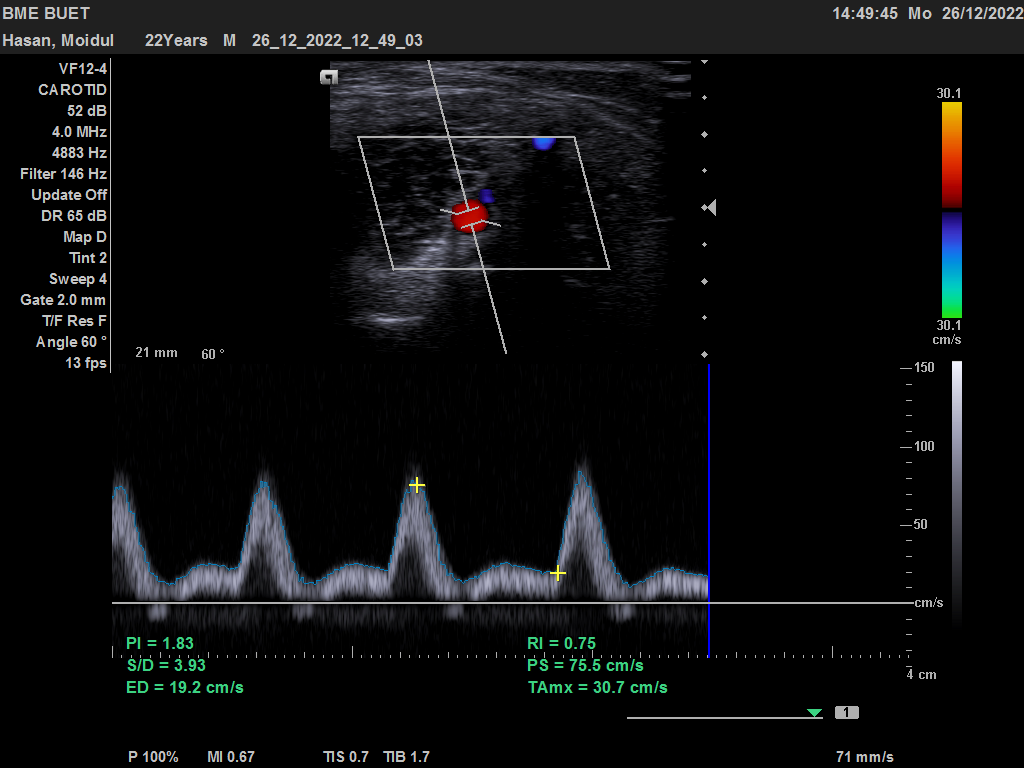 BME BUET
14:49:45 Mo 26/12/2022
Hasan, Moidul 22Years M 26_12_2022_12_49_03
VF12-4
CAROTID
52 dB
4.0 MHz
4883 Hz
Filter 146 Hz
Update Off
DR 65 dB
Map D
Tint 2
Sweep 4
Gate 2.0 mm
T/F Res F
Angle 60 °
13 fps
21 mm 60 °
30.1
30.1
cm/s
150
100
50
cm/s
4 cm
PI = 1.83
S/D = 3.93
ED = 19.2 cm/s
RI = 0.75
PS = 75.5 cm/s
TAmx = 30.7 cm/s
1
P 100% MI 0.67 TIS 0.7 TIB 1.7
71 mm/s